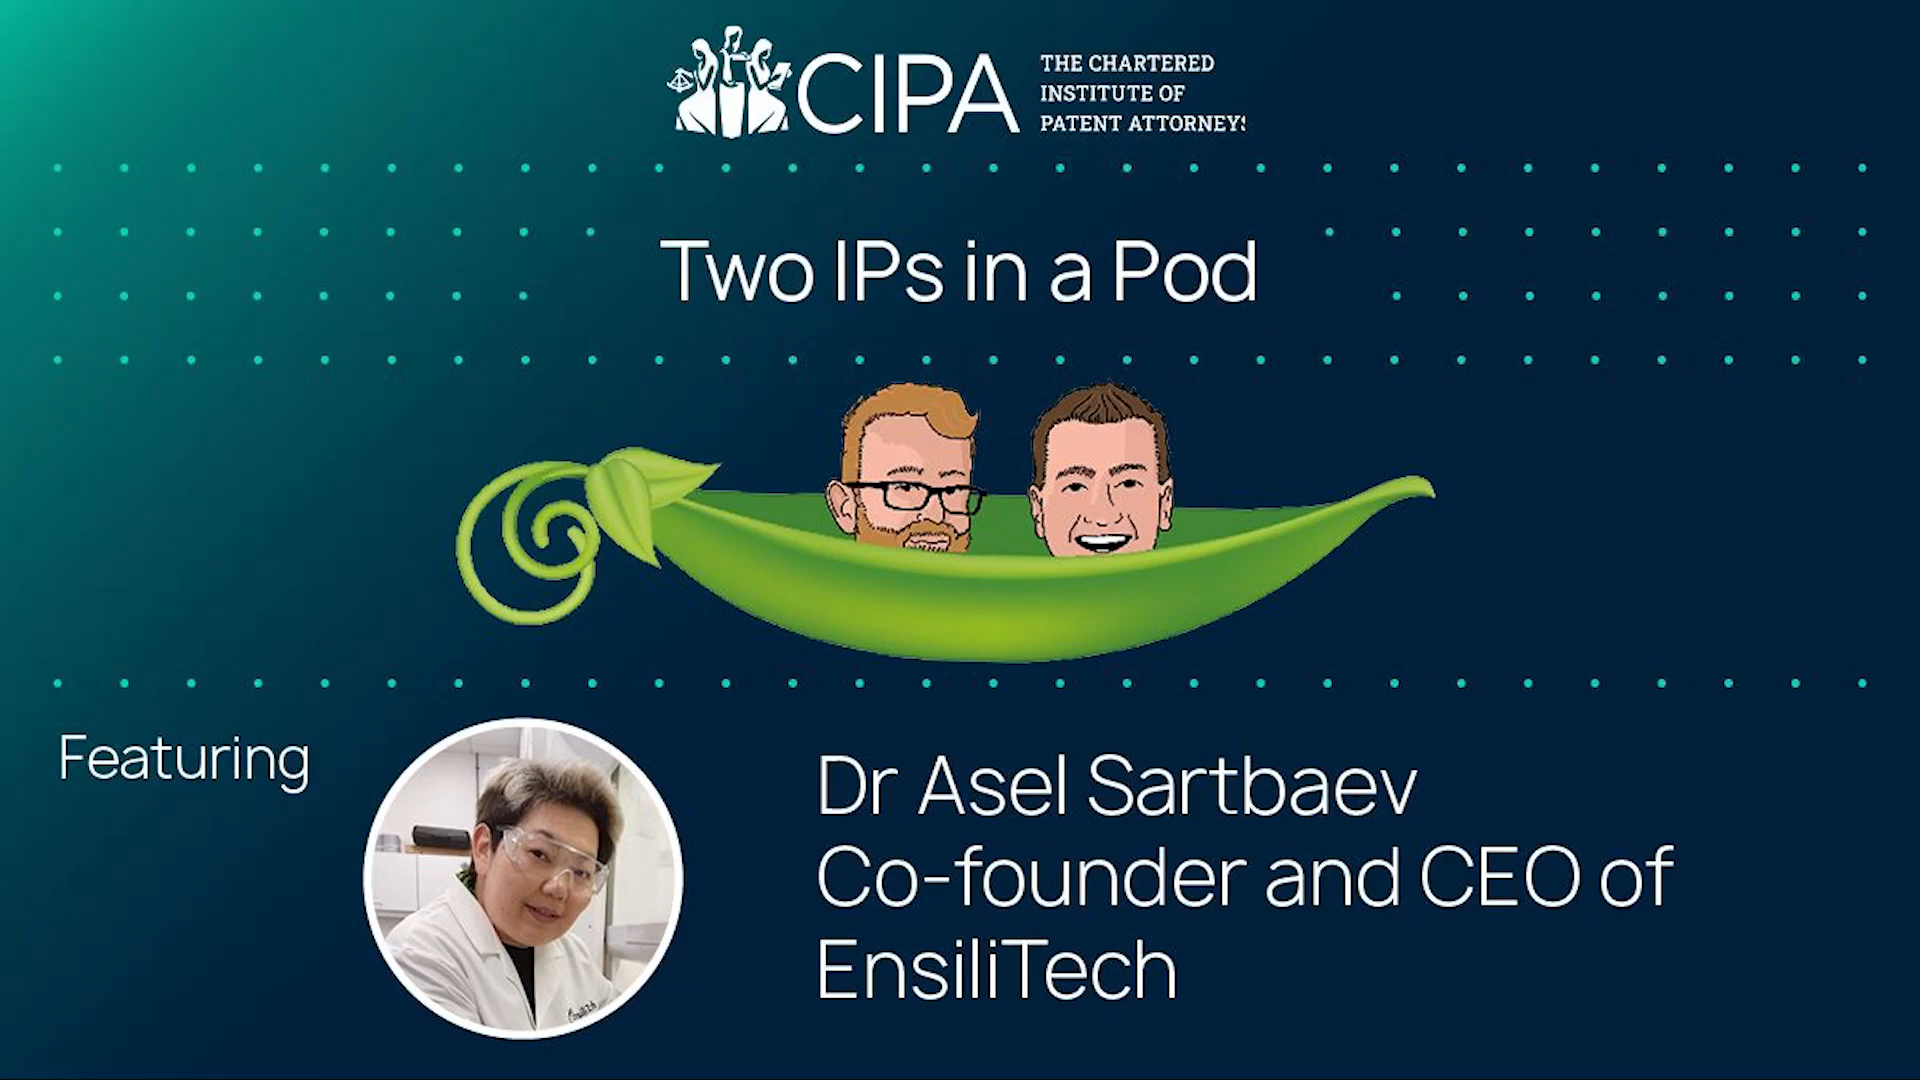 CIPA
THE CHARTERED
INSTITUTE OF
PATENT ATTORNEYS
Two IPs in a Pod
Featuring
Dr Asel Sartbaev
Co-founder and CEO of
EnsiliTech